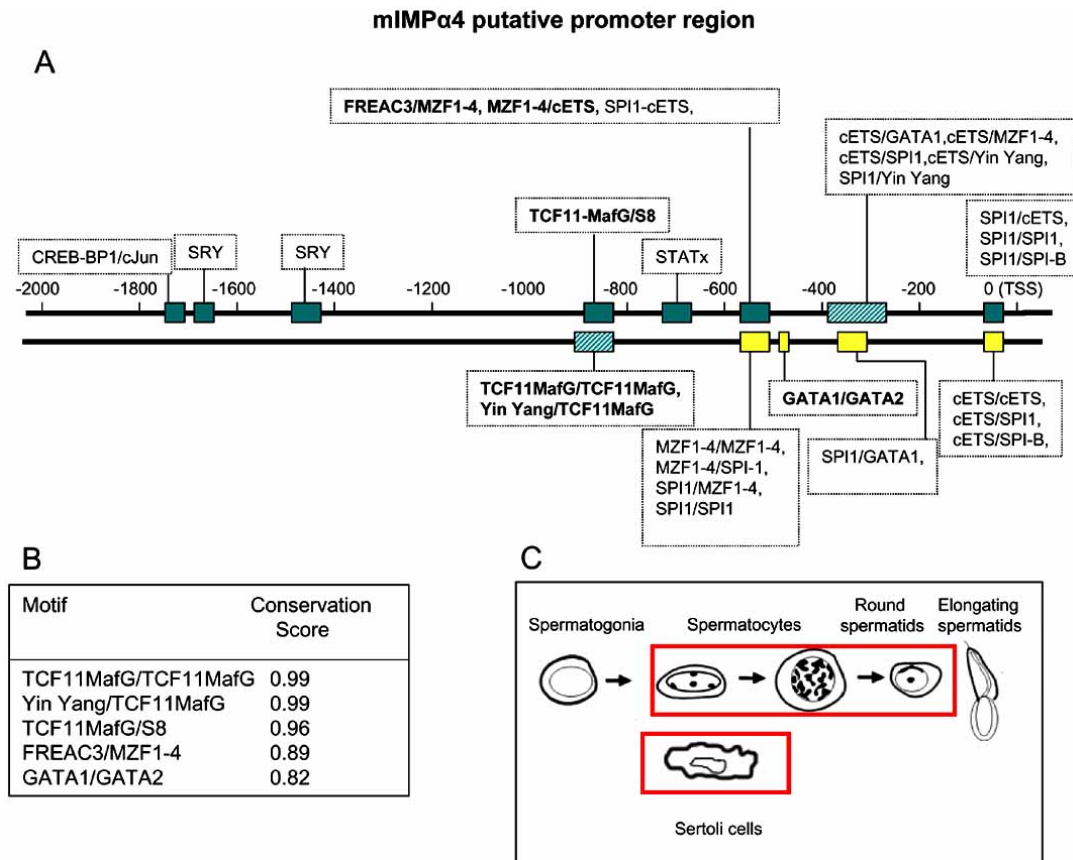 mIMPα4 putative promoter region
A
FREAC3/MZF1-4, MZF1-4/cETS, SPI1-cETS,
cETS/GATA1,cETS/MZF1-4,
cETS/SPI1,cETS/Yin Yang,
SPI1/Yin Yang
TCF11-MafG/S8
SPI1/cETS,
SPI1/SPI1,
SPI1/SPI-B
CREB-BP1/cJun
SRY
SRY
STATx
-2000 -1800 -1600 -1400 -1200 -1000 -800 -600 -400 -200 0 (TSS)
TCF11MafG/TCF11MafG,
Yin Yang/TCF11MafG
GATA1/GATA2
cETS/cETS,
cETS/SPI1,
cETS/SPI-B,
MZF1-4/MZF1-4,
MZF1-4/SPI-1,
SPI1/MZF1-4,
SPI1/SPI1
SPI1/GATA1,
B
Motif Conservation
Score
TCF11MafG/TCF11MafG 0.99
Yin Yang/TCF11MafG 0.99
TCF11MafG/S8 0.96
FREAC3/MZF1-4 0.89
GATA1/GATA2 0.82
C
Spermatogonia
Spermatocytes
Round
spermatids
Elongating
spermatids
Sertoli cells